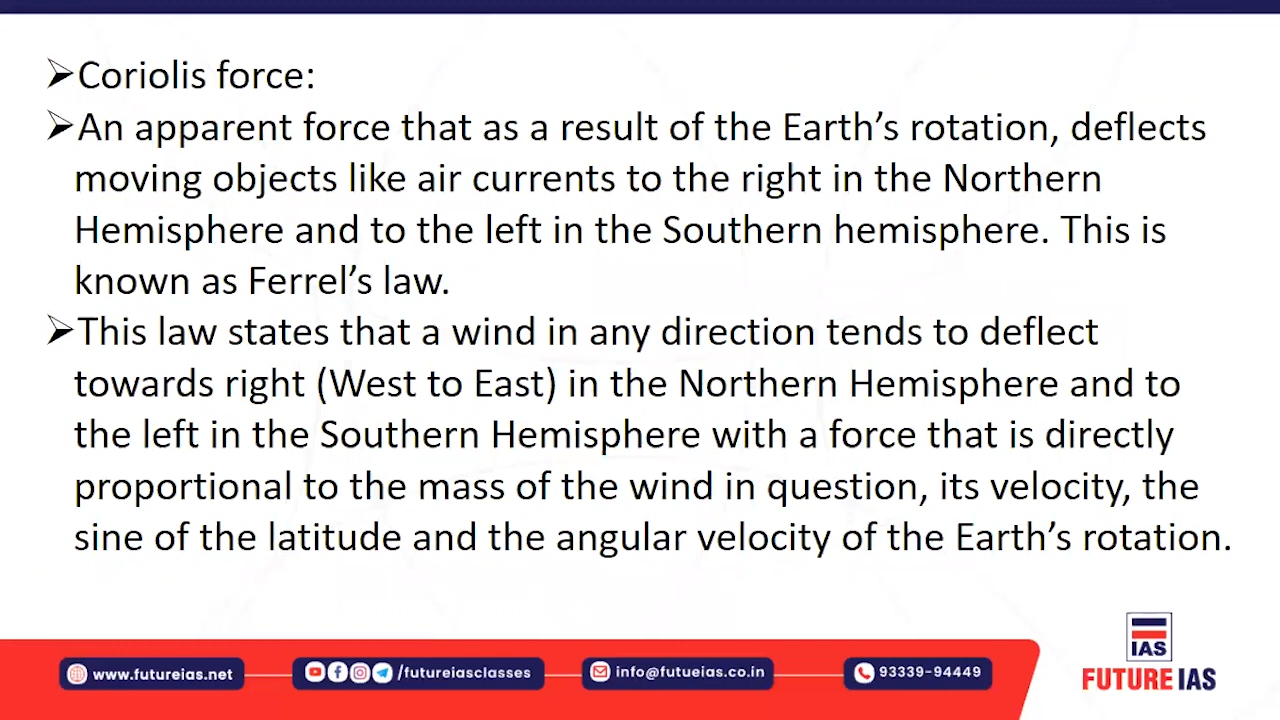 ➢Coriolis force:
➢An apparent force that as a result of the Earth’s rotation, deflects
moving objects like air currents to the right in the Northern
Hemisphere and to the left in the Southern hemisphere. This is
known as Ferrel’s law.
➢This law states that a wind in any direction tends to deflect
towards right (West to East) in the Northern Hemisphere and to
the left in the Southern Hemisphere with a force that is directly
proportional to the mass of the wind in question, its velocity, the
sine of the latitude and the angular velocity of the Earth’s rotation.
IAS
FUTURE IAS
www.futureias.net
/futureiasclasses
info@futueias.co.in
93339-94449